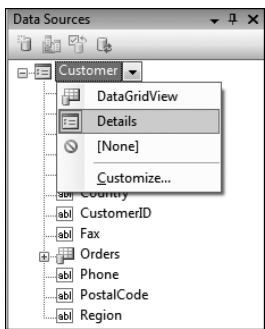 Data Sources
Customer
DataGridView
Details
[None]
Customize...
Country
CustomerID
Fax
Orders
Phone
PostalCode
Region